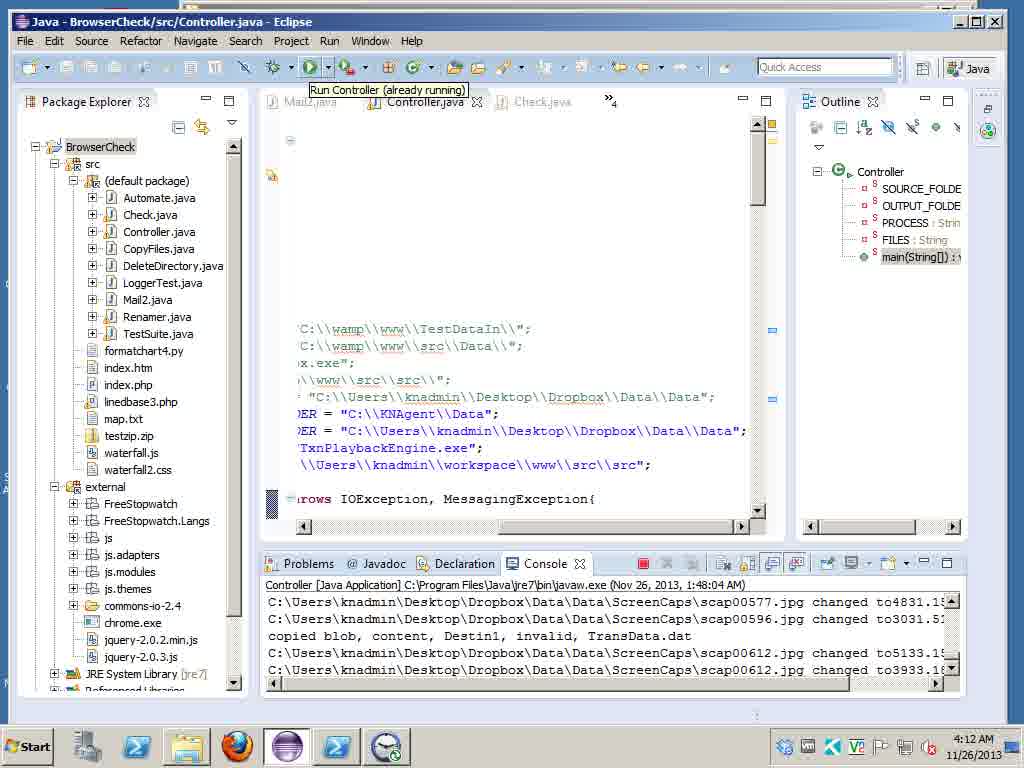 Java - BrowserCheck/src/Controller.java - Eclipse
File Edit Source Refactor Navigate Search Project Run Window Help
Quick Access
Java
Run Controller (already running)
Package Explorer
Mail2.java
Controller.java
Check.java
»4
Outline
BrowserCheck
src
(default package)
Automate.java
Check.java
Controller.java
CopyFiles.java
DeleteDirectory.java
LoggerTest.java
Mail2.java
Renamer.java
TestSuite.java
formatchart4.py
index.htm
index.php
linedbase3.php
map.txt
testzip.zip
waterfall.js
waterfall2.css
external
FreeStopwatch
FreeStopwatch.Langs
js
js.adapters
js.modules
js.themes
commons-io-2.4
chrome.exe
jquery-2.0.2.min.js
jquery-2.0.3.js
JRE System Library [jre7]
Referenced Libraries
'C:\\wamp\\www\\TestDataIn\\";
'C:\\wamp\\www\\src\\Data\\";
x.exe";
\\www\\src\\src\\";
= "C:\\Users\\knadmin\\Desktop\\Dropbox\\Data\\Data";
DER = "C:\\KNAgent\\Data";
DER = "C:\\Users\\knadmin\\Desktop\\Dropbox\\Data\\Data";
TxnPlaybackEngine.exe";
\\Users\\knadmin\\workspace\\www\\src\\src";
rows IOException, MessagingException{
Controller
SOURCE_FOLDE
OUTPUT_FOLDE
PROCESS : Strin
FILES : String
main(String[]) : v
Problems @ Javadoc Declaration Console
Controller [Java Application] C:\Program Files\Java\jre7\bin\javaw.exe (Nov 26, 2013, 1:48:04 AM)
C:\Users\knadmin\Desktop\Dropbox\Data\Data\ScreenCaps\scap00577.jpg changed to4831.15
C:\Users\knadmin\Desktop\Dropbox\Data\Data\ScreenCaps\scap00596.jpg changed to3031.51
copied blob, content, Destin1, invalid, TransData.dat
C:\Users\knadmin\Desktop\Dropbox\Data\Data\ScreenCaps\scap00612.jpg changed to5133.15
C:\Users\knadmin\Desktop\Dropbox\Data\Data\ScreenCaps\scap00612.jpg changed to3933.16
Start
4:12 AM
11/26/2013